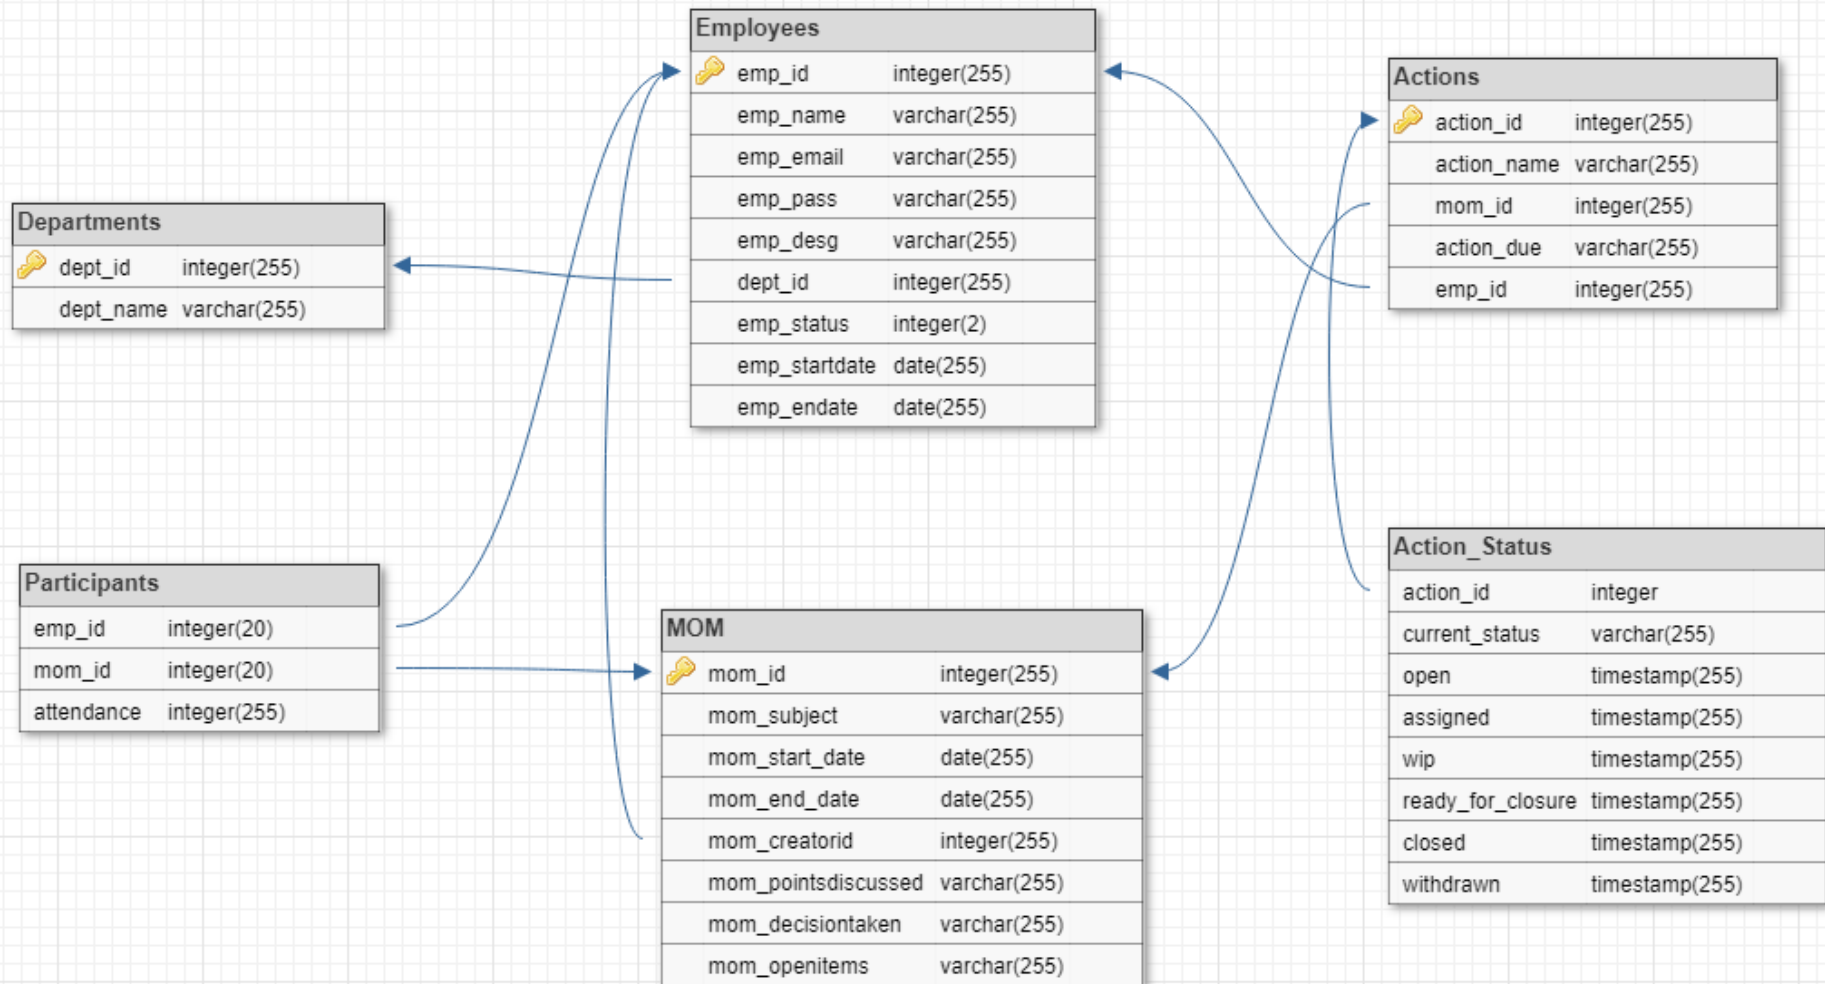 Employees
emp_id integer(255)
emp_name varchar(255)
emp_email varchar(255)
emp_pass varchar(255)
emp_desg varchar(255)
dept_id integer(255)
emp_status integer(2)
emp_startdate date(255)
emp_endate date(255)
Actions
action_id integer(255)
action_name varchar(255)
mom_id integer(255)
action_due varchar(255)
emp_id integer(255)
Departments
dept_id integer(255)
dept_name varchar(255)
Participants
emp_id integer(20)
mom_id integer(20)
attendance integer(255)
MOM
mom_id integer(255)
mom_subject varchar(255)
mom_start_date date(255)
mom_end_date date(255)
mom_creatorid integer(255)
mom_pointsdiscussed varchar(255)
mom_decisiontaken varchar(255)
mom_openitems varchar(255)
Action_Status
action_id integer
current_status varchar(255)
open timestamp(255)
assigned timestamp(255)
wip timestamp(255)
ready_for_closure timestamp(255)
closed timestamp(255)
withdrawn timestamp(255)